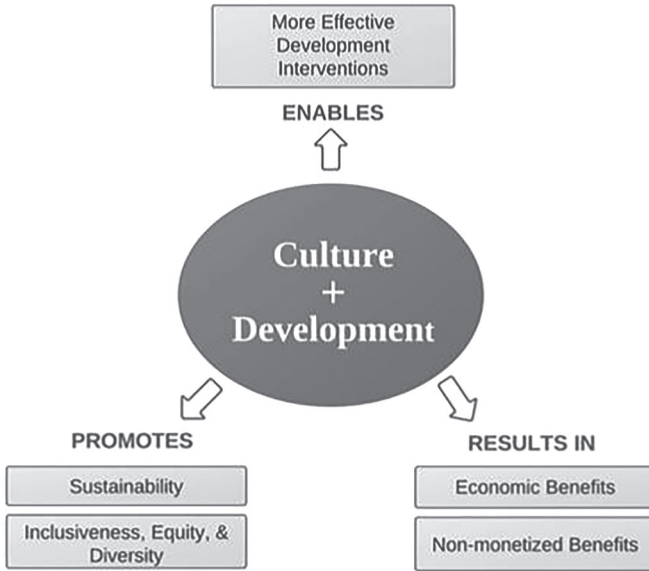 More Effective
Development
Interventions
ENABLES
Culture
+
Development
PROMOTES
Sustainability
Inclusiveness, Equity, &
Diversity
RESULTS IN
Economic Benefits
Non-monetized Benefits